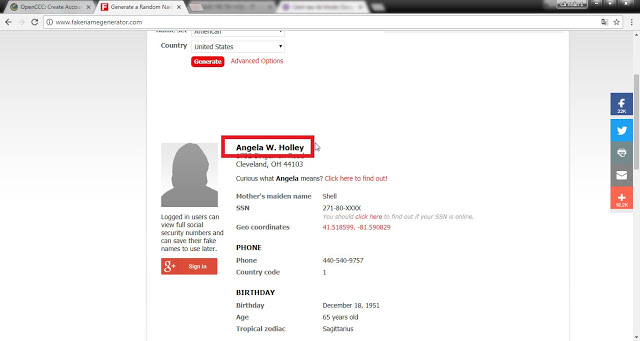 OpenCCC: Create Accou
Generate a Random Na
www.fakenamegenerator.com
American
Country
United States
Generate
Advanced Options
Angela W. Holley
Cleveland, OH 44103
Curious what Angela means? Click here to find out!
Mother's maiden name
Shell
SSN
271-80-XXXX
You should click here to find out if your SSN is online.
Geo coordinates
41.518599, -81.590829
Logged in users can
view full social
security numbers and
can save their fake
names to use later.
g+ Sign in
PHONE
Phone
440-540-9757
Country code
1
BIRTHDAY
Birthday
December 18, 1951
Age
65 years old
Tropical zodiac
Sagittarius
22K